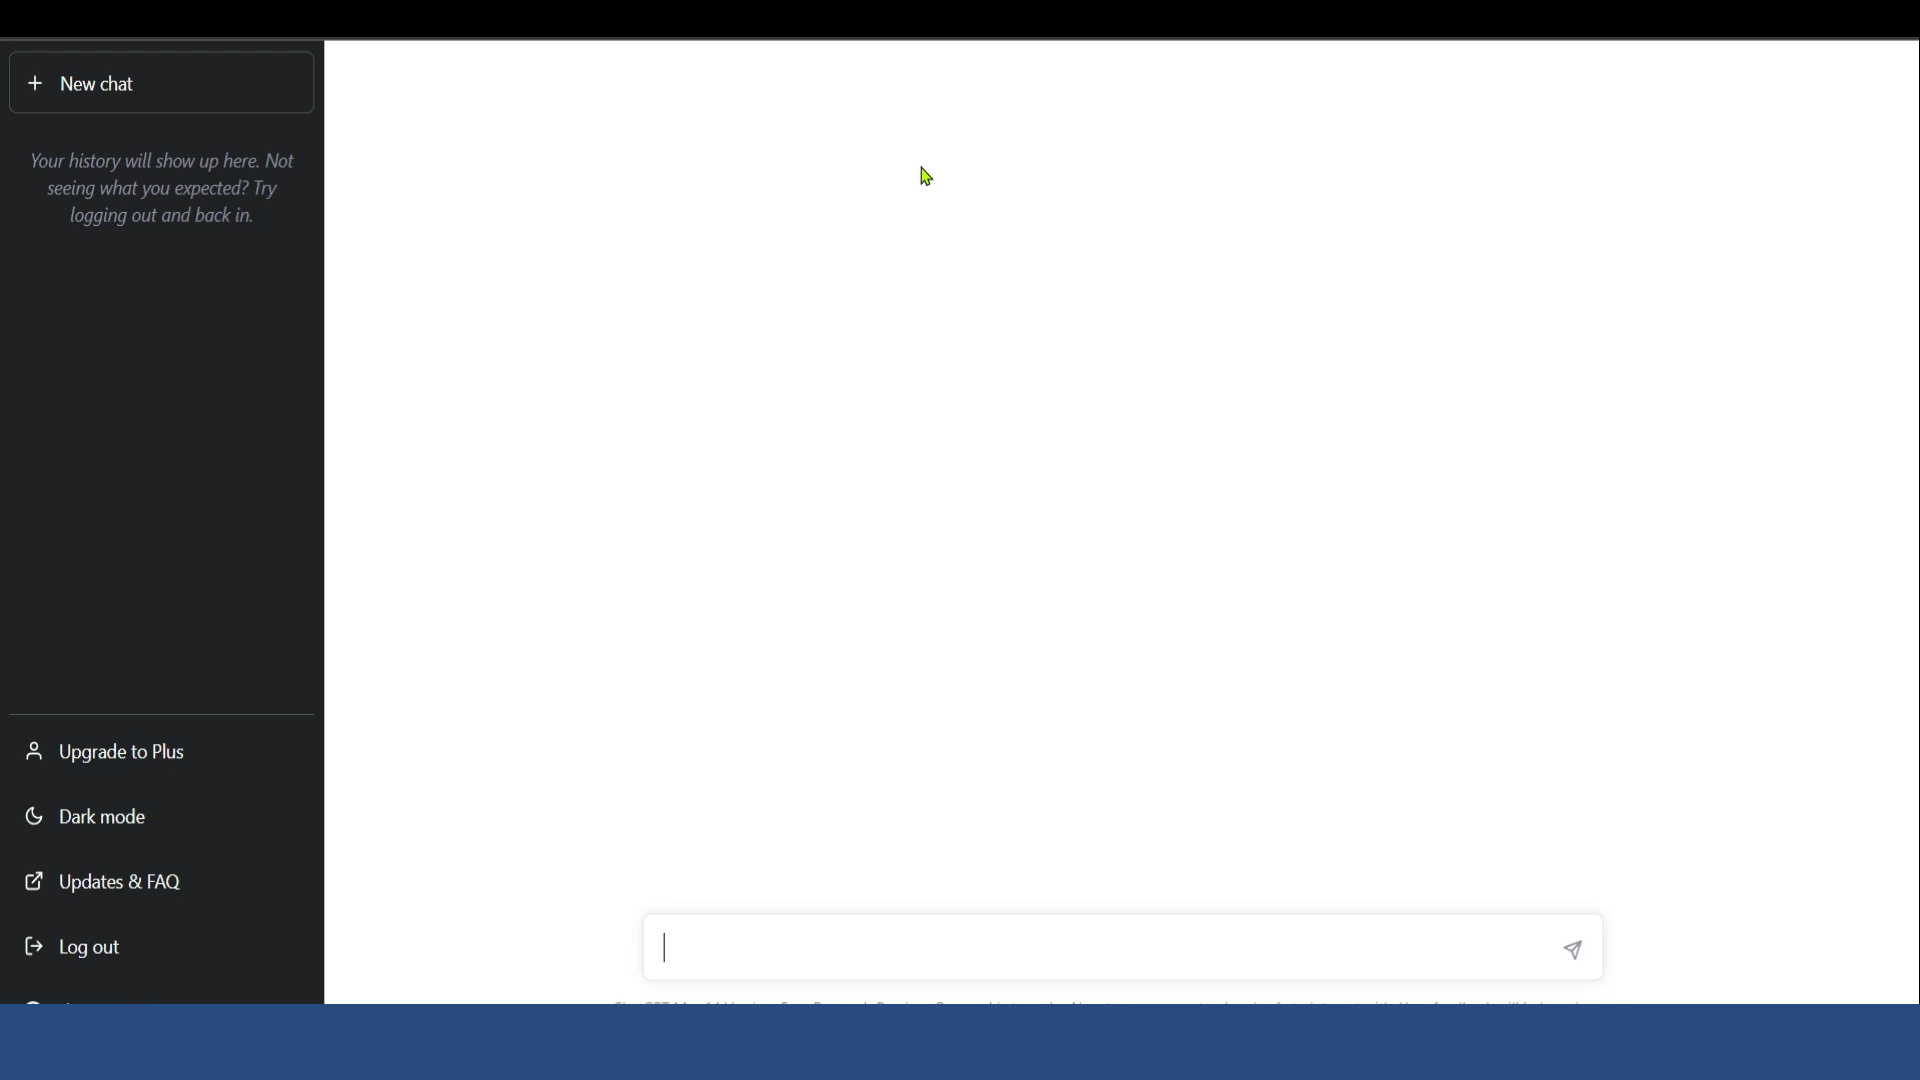 New chat
Your history will show up here. Not
seeing what you expected? Try
logging out and back in.
Upgrade to Plus
Dark mode
Updates & FAQ
Log out